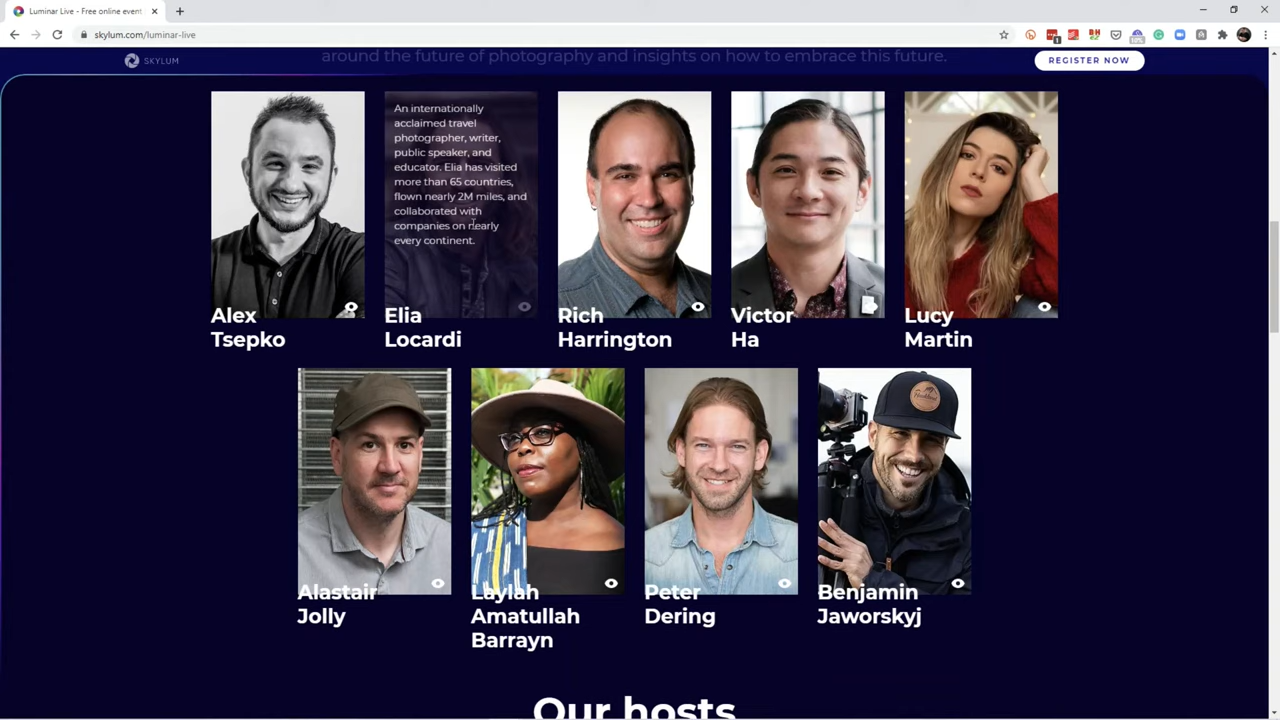 Luminar Live - Free online event
skylum.com/luminar-live
around the future of photography and insights on how to embrace this future.
SKYLUM
REGISTER NOW
An internationally
acclaimed travel
photographer, writer,
public speaker, and
educator. Elia has visited
more than 65 countries,
flown nearly 2M miles, and
collaborated with
companies on nearly
every continent.
Alex
Tsepko
Elia
Locardi
Rich
Harrington
Victor
Ha
Lucy
Martin
Alastair
Jolly
Laylah
Amatullah
Barrayn
Peter
Dering
Benjamin
Jaworskyj
Our hosts